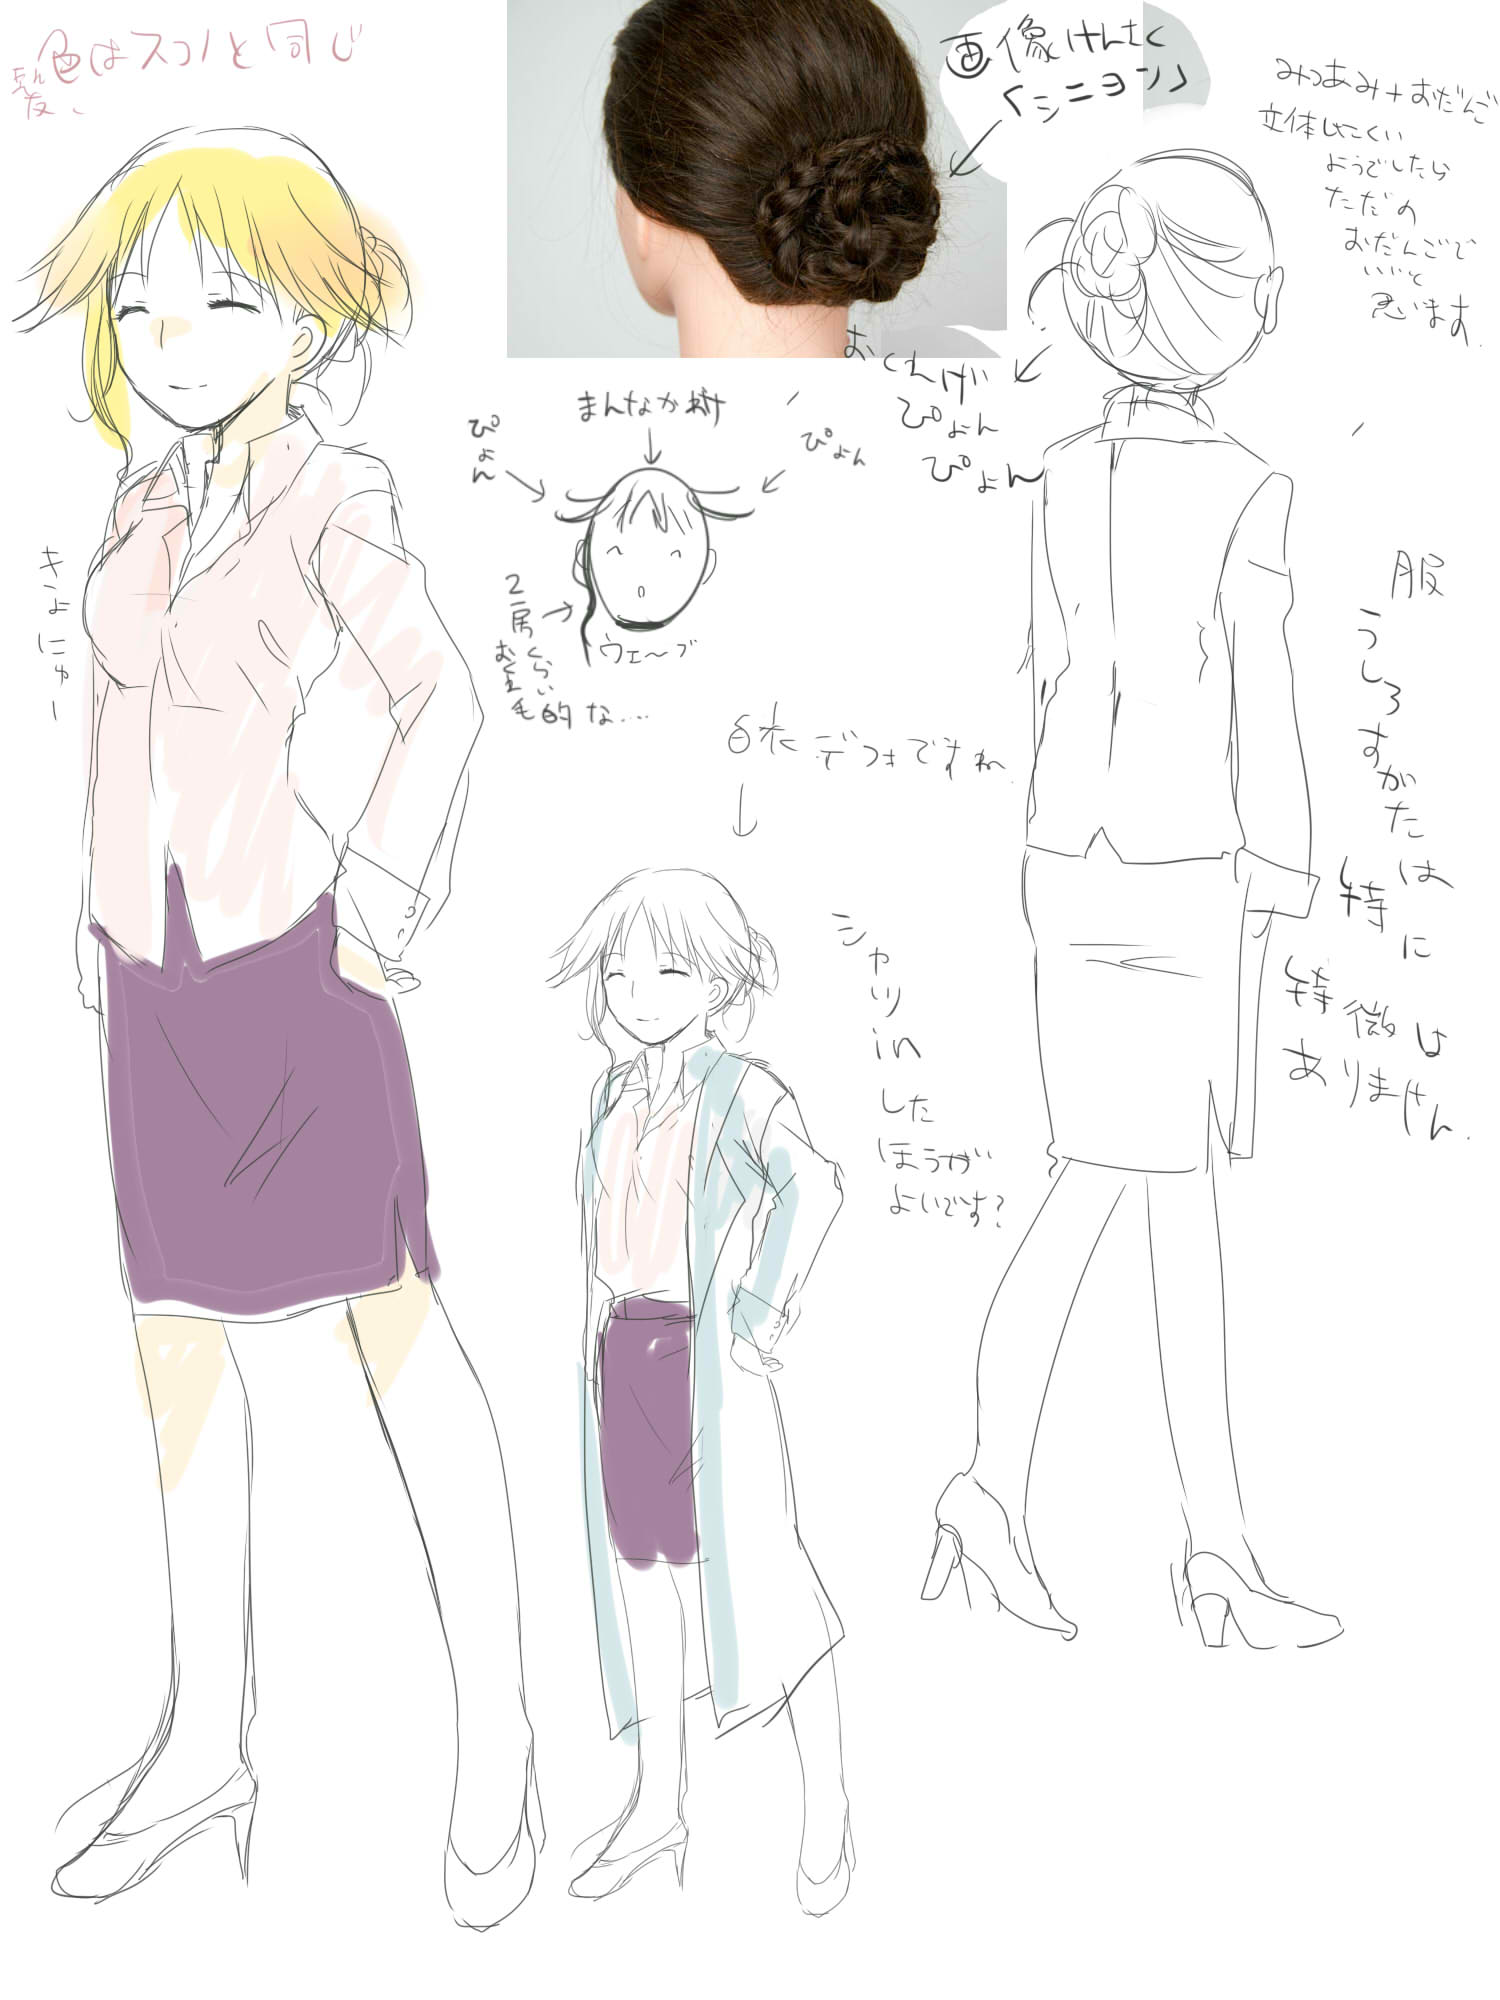 髪色はスコノと同じ
画像けんさく
「シニヨン」
みつあみ+おだんご
立体しにくい
ようでしたら
ただの
おだんごで
いいと
思います。
おくれげ
ぴょん
ぴょん
まんなかわけ
ぴょん
ぴょん
2房くらい
おくれ毛的な....
ウェ〜ブ
きょにゅー
白衣デフォですね
シャツ
in
した
ほうが
よいです?
服
うしろすがたは
特に
特徴は
ありません。